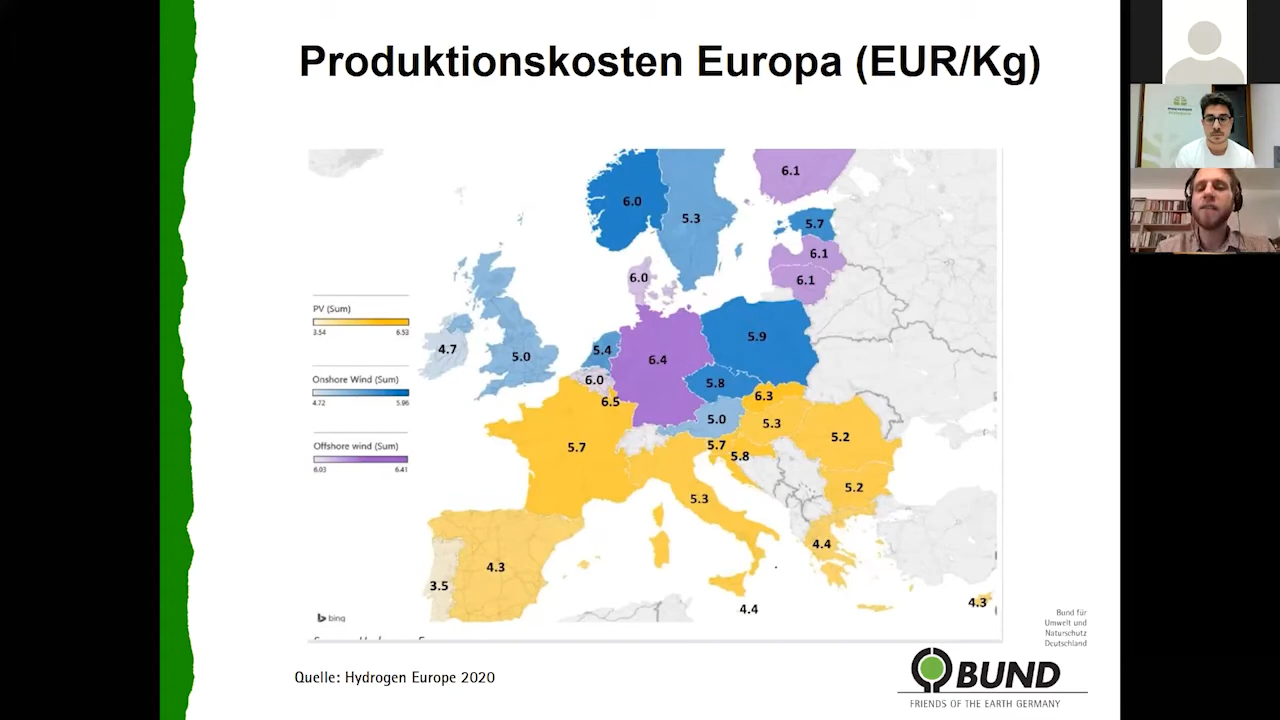 Produktionskosten Europa (EUR/Kg)
6.1
6.0
5.3
5.7
6.1
6.0
6.1
PV (Sum)
3.54 6.53
5.9
4.7
5.0
5.4
6.4
Onshore Wind (Sum)
4.72 5.96
6.0
5.8
6.5
6.3
5.0
5.3
5.2
Offshore wind (Sum)
6.03 6.41
5.7
5.7
5.8
5.2
5.3
4.4
4.3
3.5
4.4
4.3
bing
Bund für
Umwelt und
Naturschutz
Deutschland
Quelle: Hydrogen Europe 2020
BUND
FRIENDS OF THE EARTH GERMANY